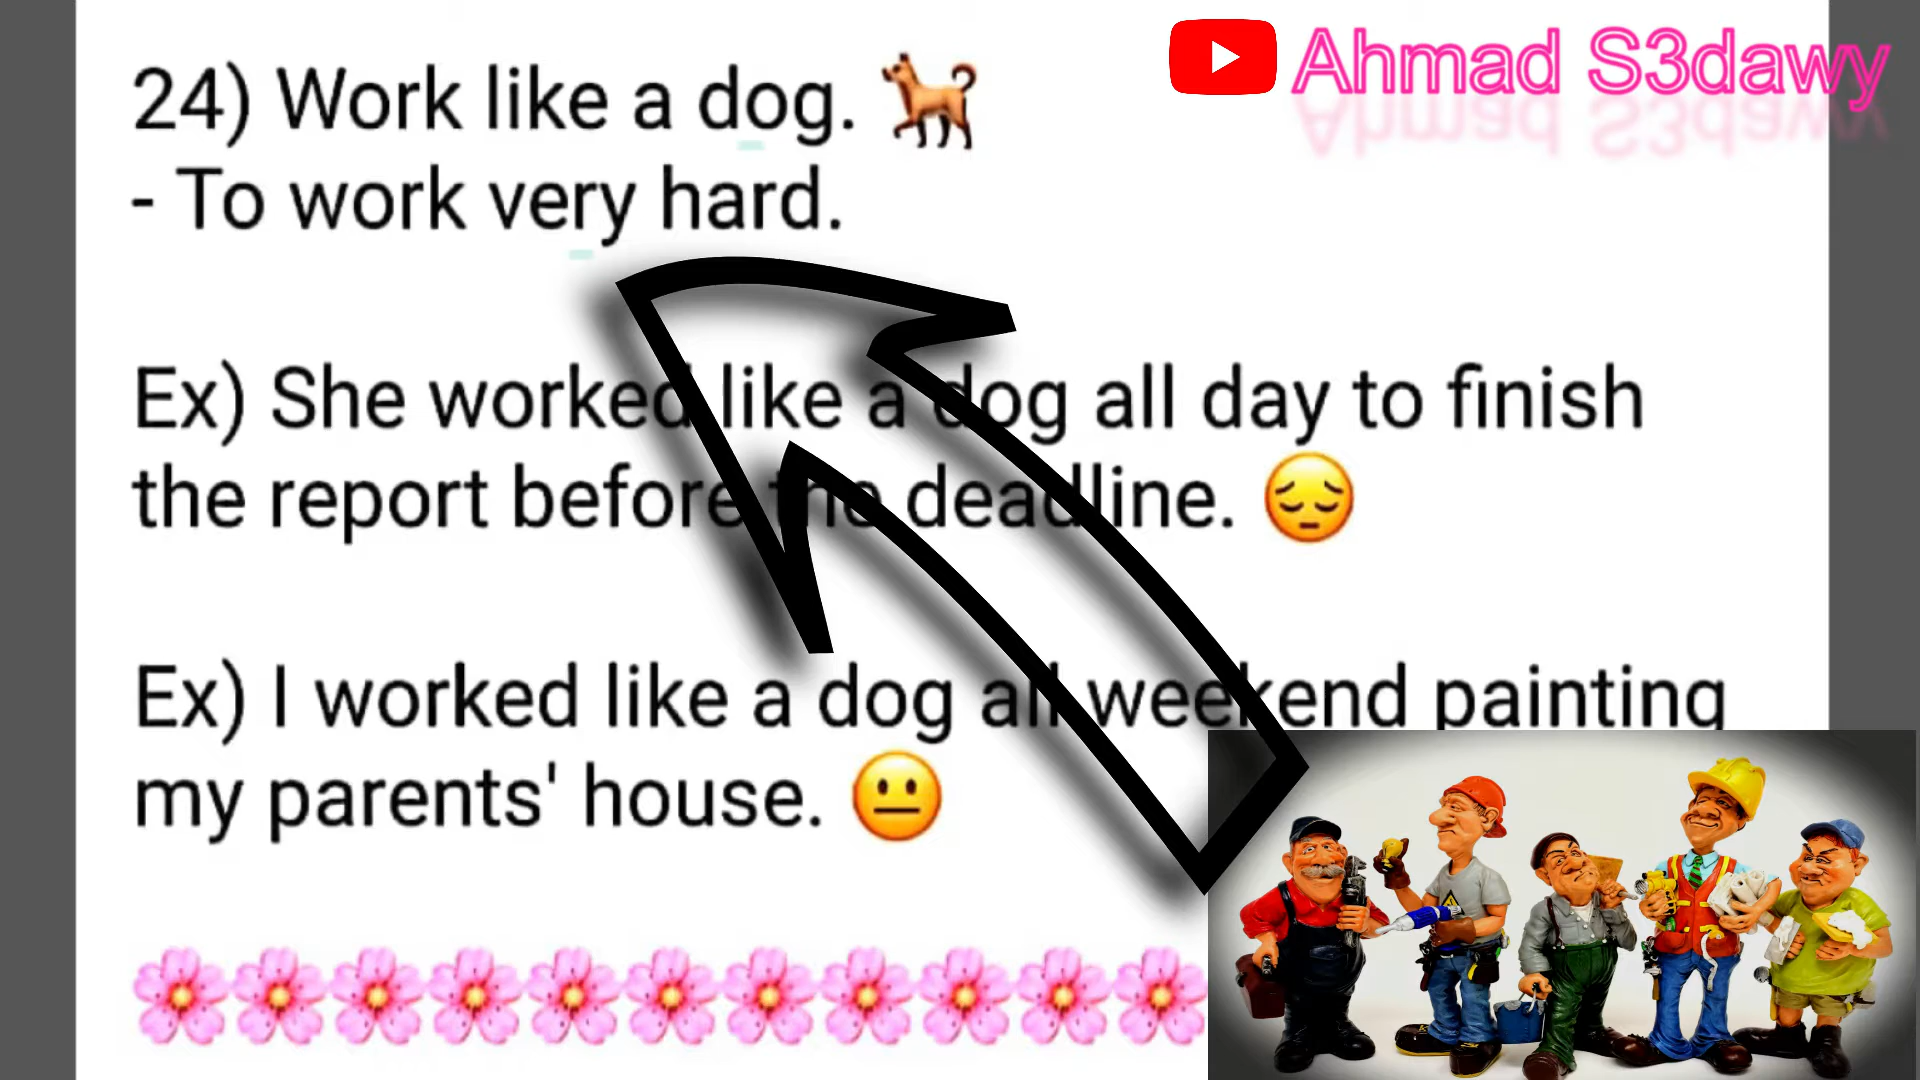 Ahmad S3dawy
24) Work like a dog. 🐕
- To work very hard.
Ex) She worked like a dog all day to finish
the report before the deadline. 😔
Ex) I worked like a dog all weekend painting
my parents' house. 😐
🌸🌸🌸🌸🌸🌸🌸🌸🌸🌸🌸